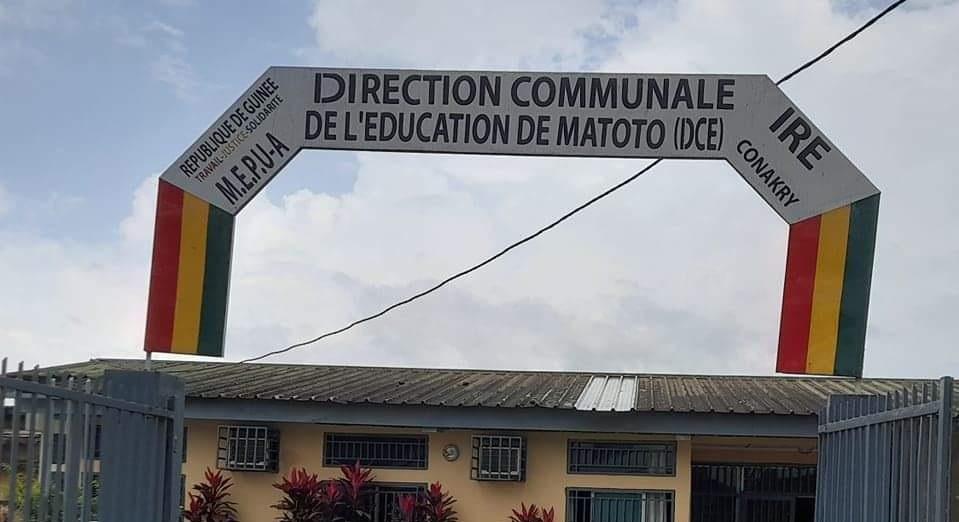 REPUBLIQUE DE GUINEE
TRAVAIL-JUSTICE-SOLIDARITE
M.E.P.U-A
DIRECTION COMMUNALE
DE L'EDUCATION DE MATOTO (DCE)
IRE
CONAKRY